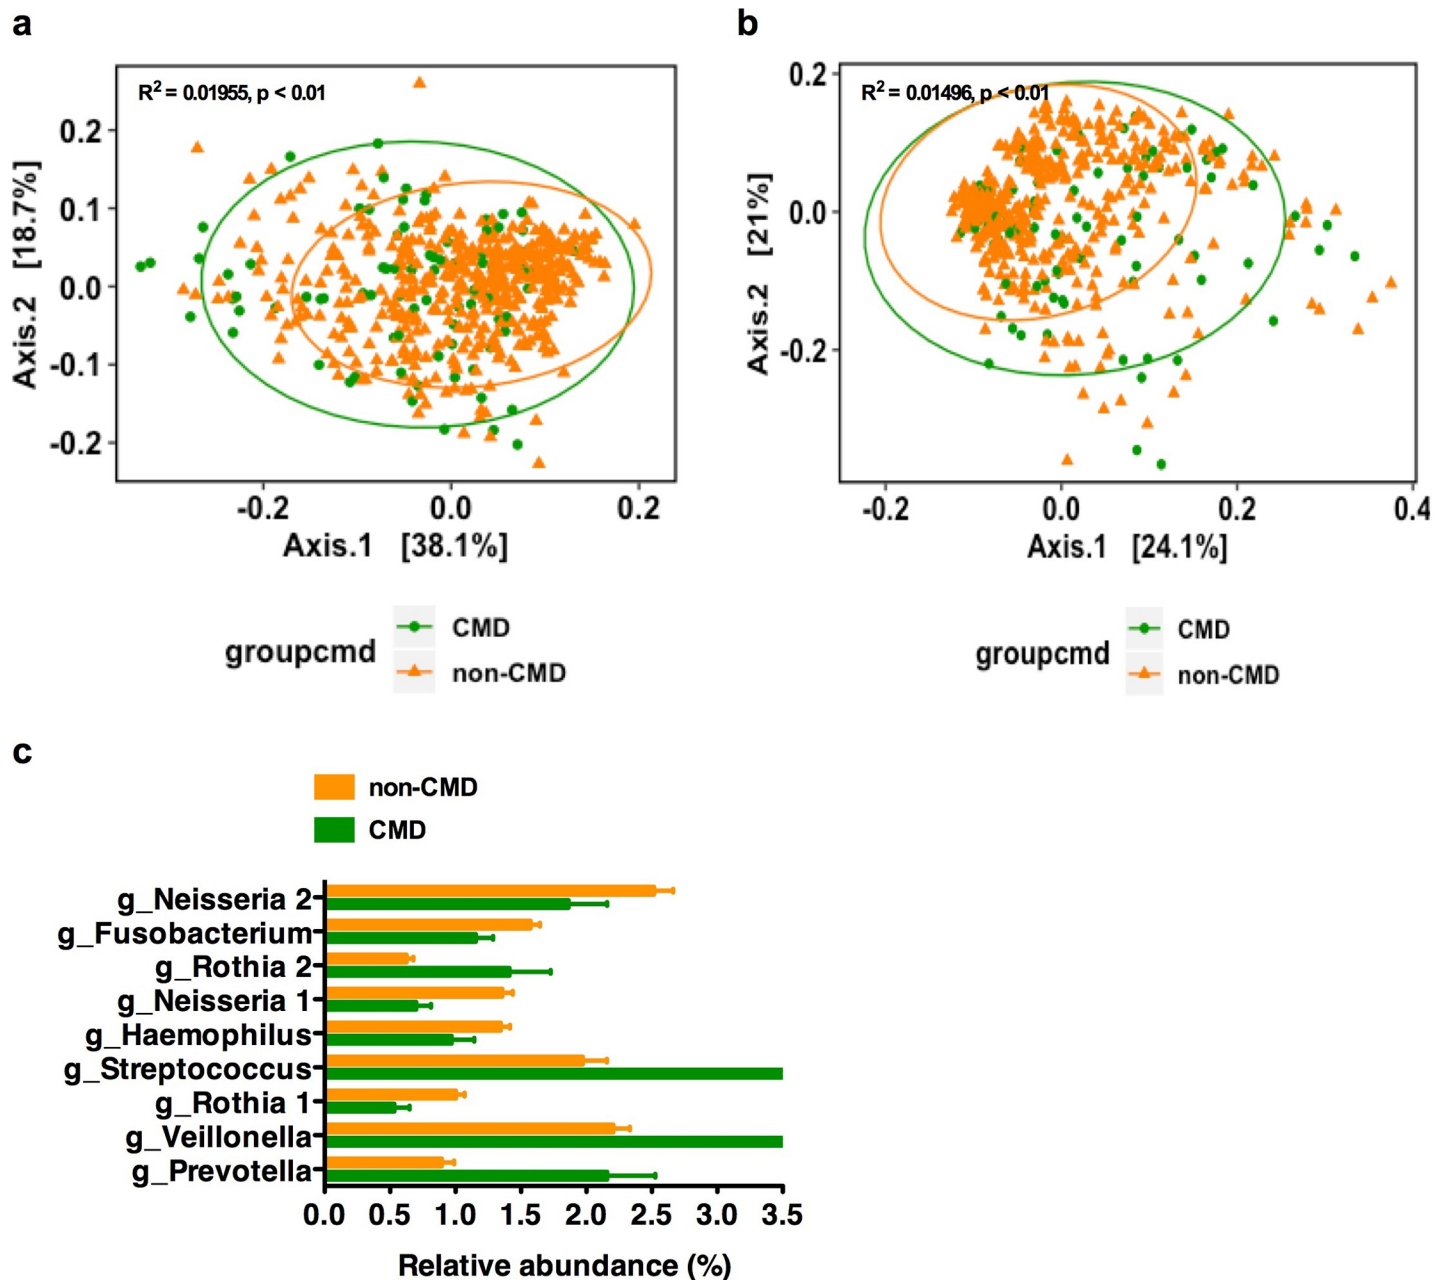 a
R² = 0.01955, p < 0.01
0.2
0.1
0.0
-0.1
-0.2
Axis.2 [18.7%]
-0.2 0.0 0.2
Axis.1 [38.1%]
groupcmd
CMD
non-CMD
b
R² = 0.01496, p < 0.01
0.2
0.0
-0.2
Axis.2 [21%]
-0.2 0.0 0.2 0.4
Axis.1 [24.1%]
groupcmd
CMD
non-CMD
c
non-CMD
CMD
g_Neisseria 2
g_Fusobacterium
g_Rothia 2
g_Neisseria 1
g_Haemophilus
g_Streptococcus
g_Rothia 1
g_Veillonella
g_Prevotella
0.0 0.5 1.0 1.5 2.0 2.5 3.0 3.5
Relative abundance (%)